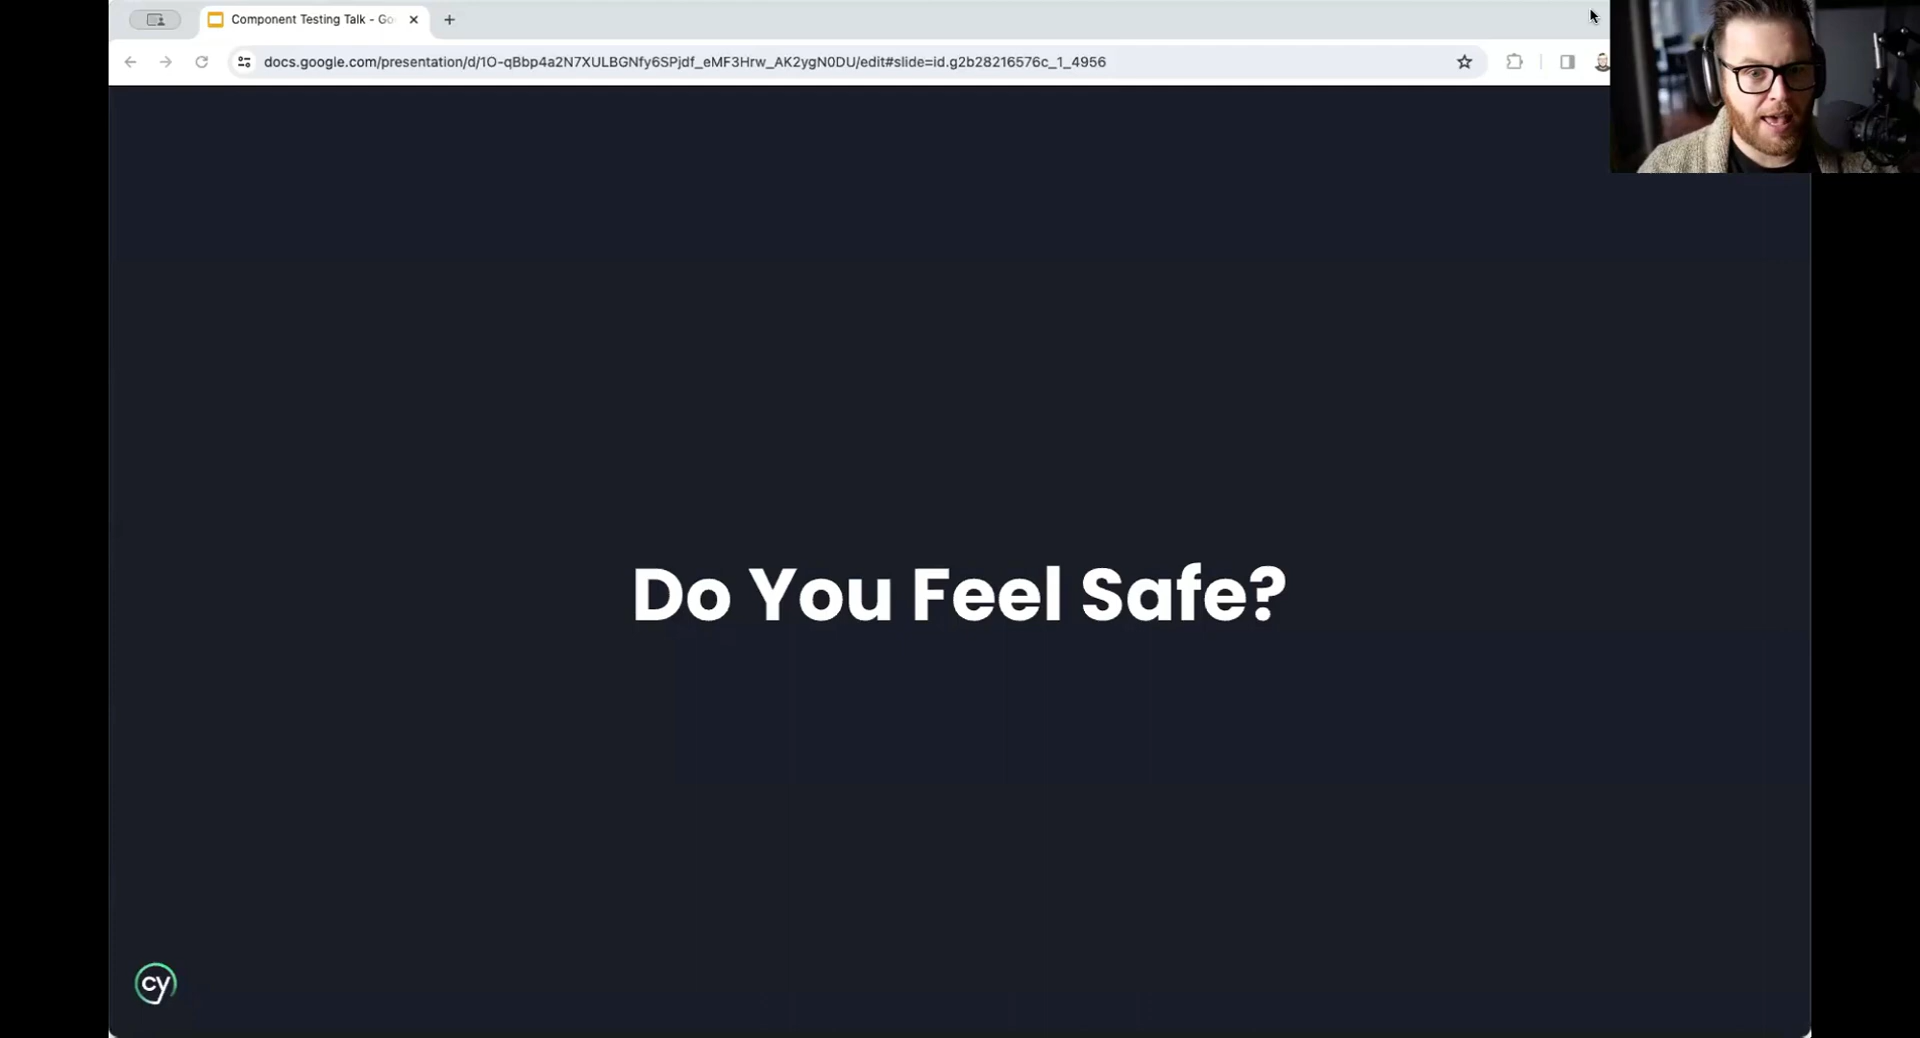 Component Testing Talk - Go
docs.google.com/presentation/d/1O-qBbp4a2N7XULBGNfy6SPjdf_eMF3Hrw_AK2ygN0DU/edit#slide=id.g2b28216576c_1_4956
Do You Feel Safe?
cy